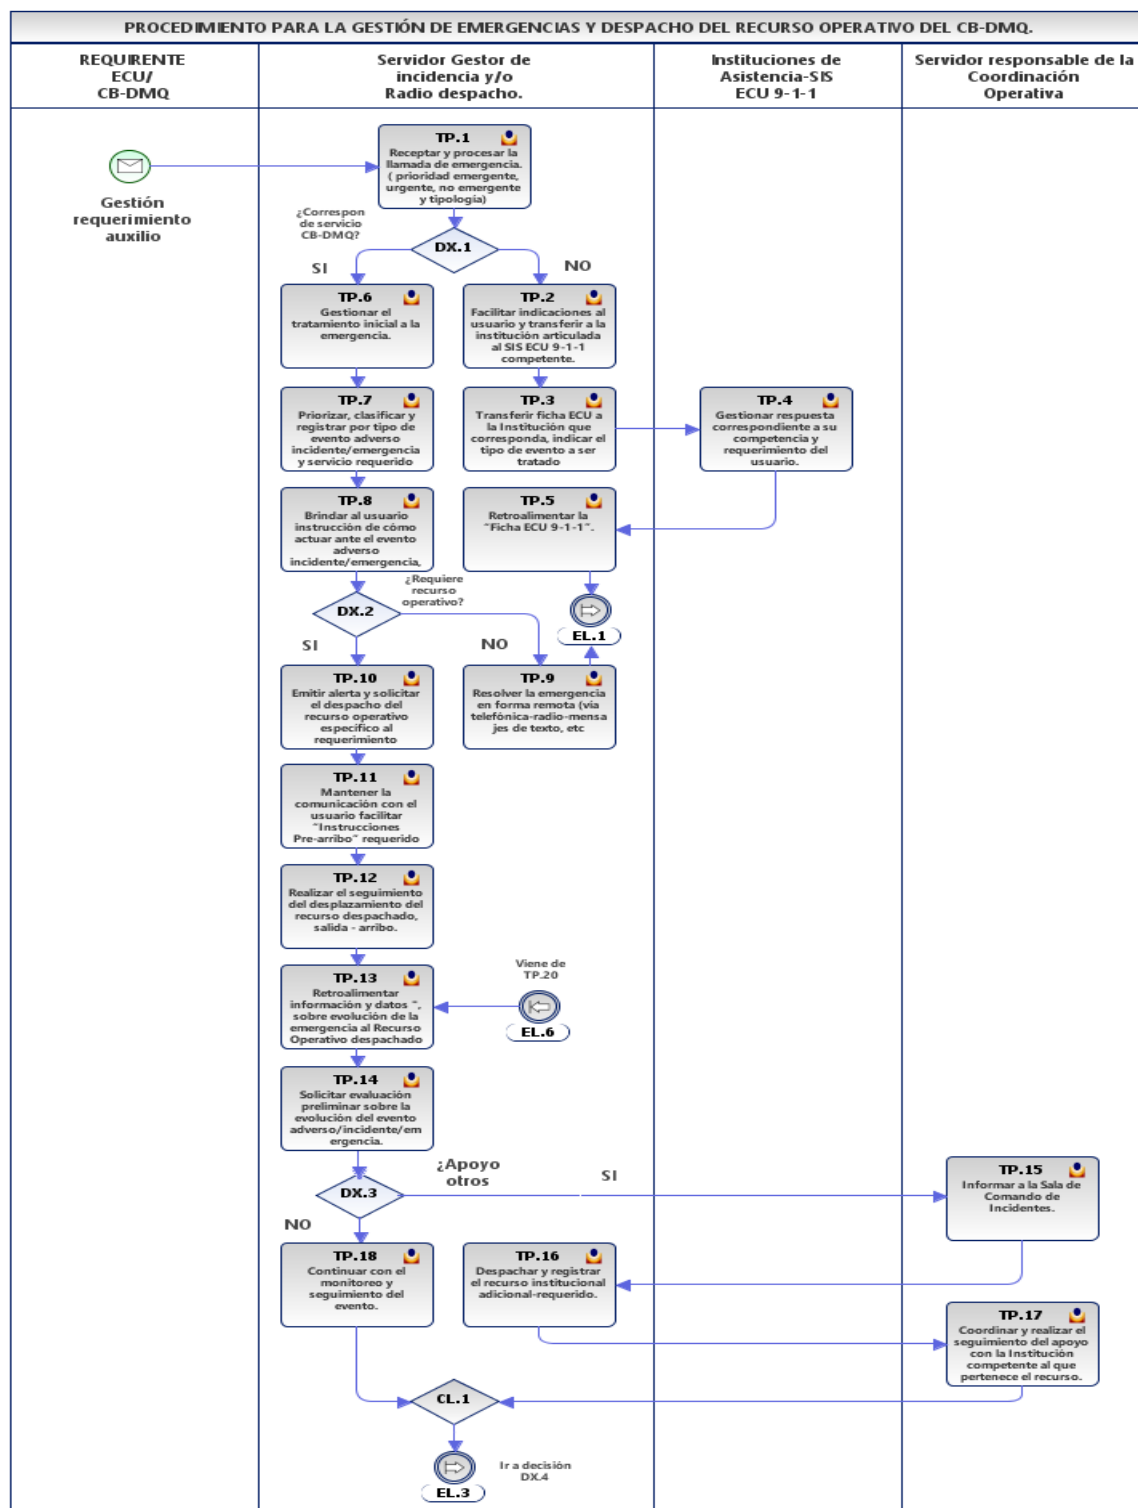 PROCEDIMIENTO PARA LA GESTIÓN DE EMERGENCIAS Y DESPACHO DEL RECURSO OPERATIVO DEL CB-DMQ.
REQUIRENTE
ECU/
CB-DMQ
Servidor Gestor de
incidencia y/o
Radio despacho.
Instituciones de
Asistencia-SIS
ECU 9-1-1
Servidor responsable de la
Coordinación
Operativa
Gestión
requerimiento
auxilio
TP.1
Receptar y procesar la
llamada de emergencia.
( prioridad emergente,
urgente, no emergente
y tipología)
¿Correspon
de servicio
CB-DMQ?
DX.1
SI
NO
TP.6
Gestionar el
tratamiento inicial a la
emergencia.
TP.2
Facilitar indicaciones al
usuario y transferir a la
institución articulada
al SIS ECU 9-1-1
competente.
TP.7
Priorizar, clasificar y
registrar por tipo de
evento adverso
incidente/emergencia
y servicio requerido
TP.3
Transferir ficha ECU a
la Institución que
corresponda, indicar el
tipo de evento a ser
tratado
TP.4
Gestionar respuesta
correspondiente a su
competencia y
requerimiento del
usuario.
TP.8
Brindar al usuario
instrucción de cómo
actuar ante el evento
adverso
incidente/emergencia,
TP.5
Retroalimentar la
"Ficha ECU 9-1-1".
¿Requiere
recurso
operativo?
DX.2
EL.1
SI
NO
TP.10
Emitir alerta y solicitar
el despacho del
recurso operativo
específico al
requerimiento
TP.9
Resolver la emergencia
en forma remota (via
telefónica-radio-mensa
jes de texto, etc
TP.11
Mantener la
comunicación con el
usuario facilitar
"Instrucciones
Pre-arribo" requerido
TP.12
Realizar el seguimiento
del desplazamiento del
recurso despachado,
salida - arribo.
Viene de
TP.20
EL.6
TP.13
Retroalimentar
información y datos ",
sobre evolución de la
emergencia al Recurso
Operativo despachado
TP.14
Solicitar evaluación
preliminar sobre la
evolución del evento
adverso/incidente/em
ergencia.
¿Apoyo
otros
SI
DX.3
NO
TP.15
Informar a la Sala de
Comando de
Incidentes.
TP.18
Continuar con el
monitoreo y
seguimiento del
evento.
TP.16
Despachar y registrar
el recurso institucional
adicional-requerido.
TP.17
Coordinar y realizar el
seguimiento del apoyo
con la Institución
competente al que
pertenece el recurso.
CL.1
EL.3
Ir a decisión
DX.4